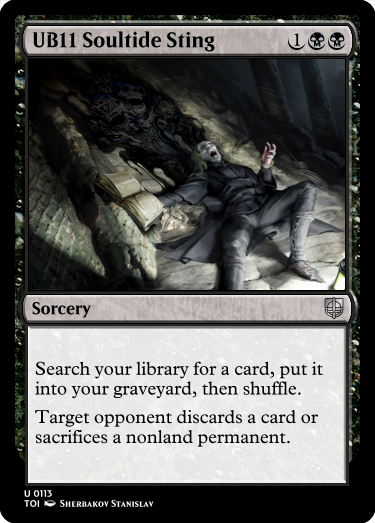 UB11 Soultide Sting 1
Sorcery
Search your library for a card, put it
into your graveyard, then shuffle.
Target opponent discards a card or
sacrifices a nonland permanent.
U 0113
TOI Sherbakov Stanislav